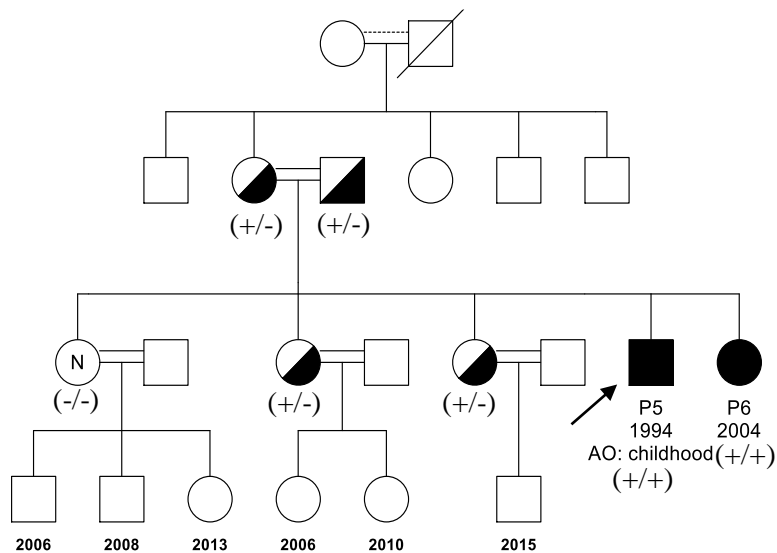 (+/-) (+/-)
N
(-/-) (+/-) (+/-)
P5 P6
1994 2004
AO: childhood (+/+)
(+/+)
2006 2008 2013 2006 2010 2015